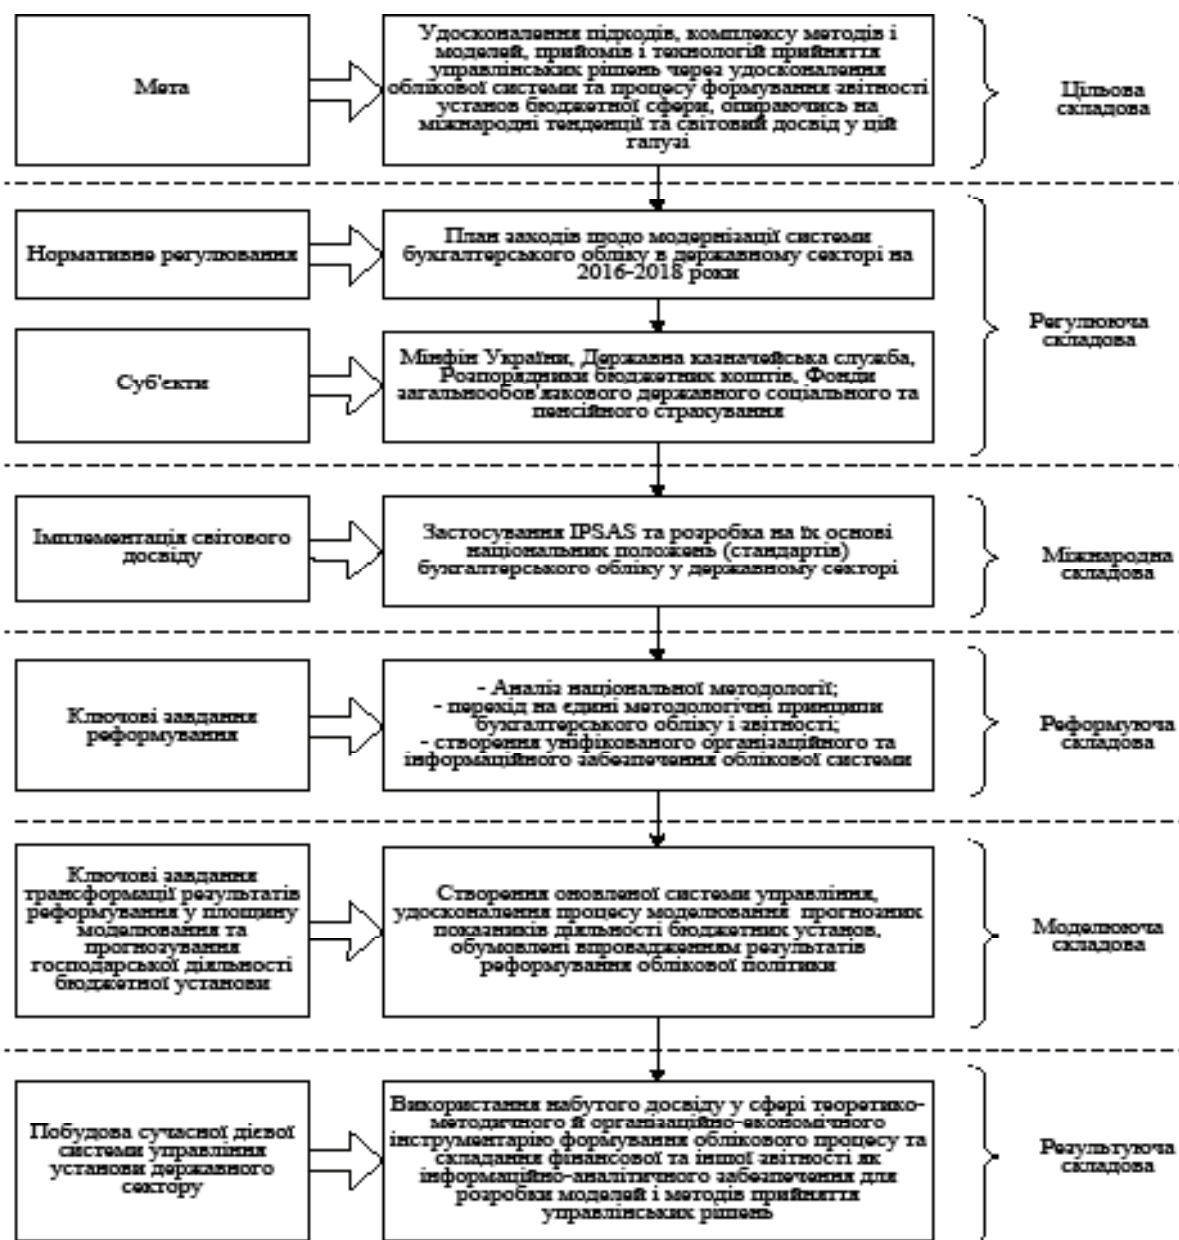 Мета
Удосконалення підходів, комплексу методів і
моделей, прийомів і технологій прийняття
управлінських рішень через удосконалення
облікової системи та процесу формування звітності
установ бюджетної сфери, опираючись на
міжнародні тенденції та світовий досвід у цій
галузі
Цільова
складова
Нормативне регулювання
План заходів щодо модернізації системи
бухгалтерського обліку в державному секторі на
2016-2018 роки
Регулююча
складова
Суб'єкти
Мінфін України, Державна казначейська служба,
Розпорядники бюджетних коштів, Фонди
загальнообов'язкового державного соціального та
пенсійного страхування
Імплементація світового
досвіду
Застосування IPSAS та розробка на їх основі
національних положень (стандартів)
бухгалтерського обліку у державному секторі
Міжнародна
складова
Ключові завдання
реформування
- Аналіз національної методології;
- перехід на єдині методологічні принципи
бухгалтерського обліку і звітності;
- створення уніфікованого організаційного та
інформаційного забезпечення облікової системи
Реформуюча
складова
Ключові завдання
трансформації результатів
реформування у площину
моделювання та
прогнозування
господарської діяльності
бюджетної установи
Створення оновленої системи управління,
удосконалення процесу моделювання прогнозних
показників діяльності бюджетних установ,
обумовлені впровадженням результатів
реформування облікової політики
Моделююча
складова
Побудова сучасної дієвої
системи управління
установи державного
сектору
Використання набутого досвіду у сфері теоретико-
методичного й організаційно-економічного
інструментарію формування облікового процесу та
складання фінансової та іншої звітності як
інформаційно-аналітичного забезпечення для
розробки моделей і методів прийняття
управлінських рішень
Результуюча
складова